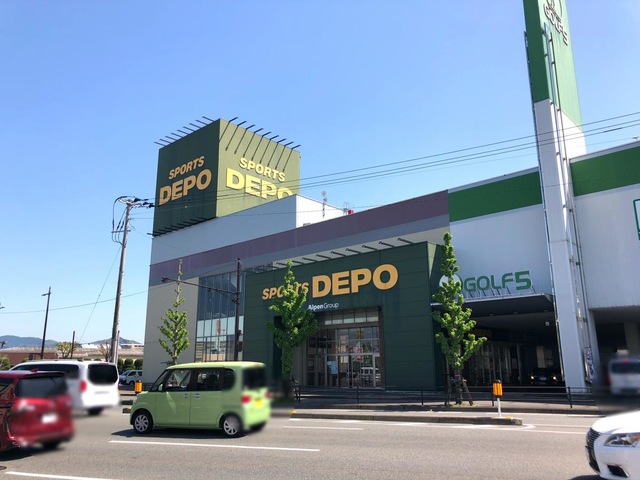 SPORTS
DEPO
SPORTS
DEPO
SPORTS DEPO
Alpen Group
GOLF5